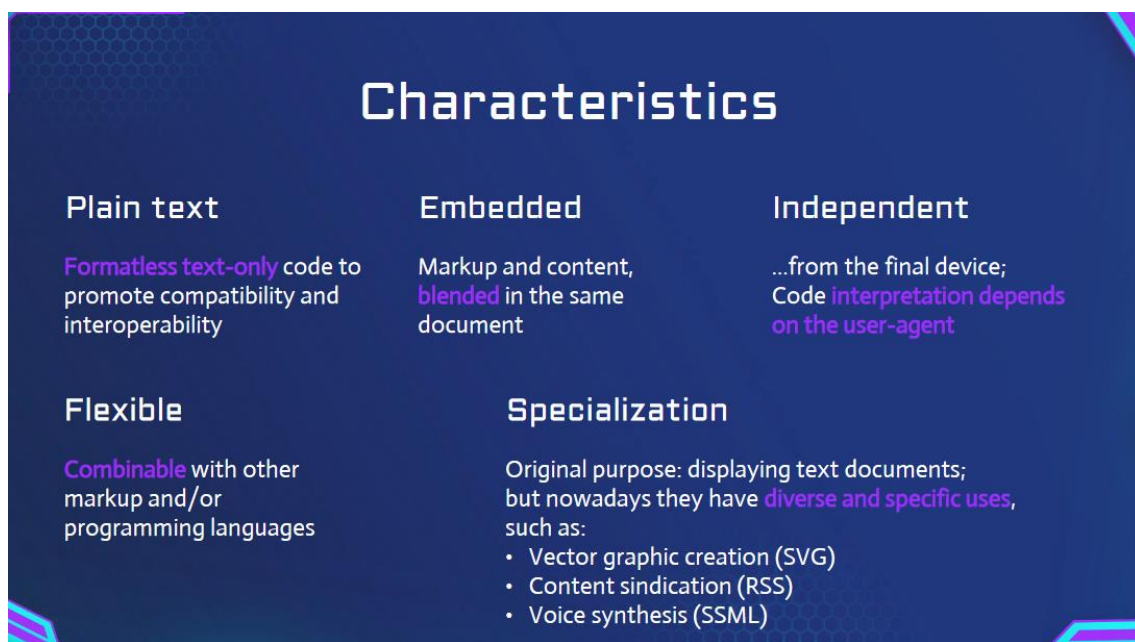 Characteristics
Plain text
Formatless text-only code to
promote compatibility and
interoperability
Embedded
Markup and content,
blended in the same
document
Independent
...from the final device;
Code interpretation depends
on the user-agent
Flexible
Combinable with other
markup and/or
programming languages
Specialization
Original purpose: displaying text documents;
but nowadays they have diverse and specific uses,
such as:
• Vector graphic creation (SVG)
• Content sindication (RSS)
• Voice synthesis (SSML)